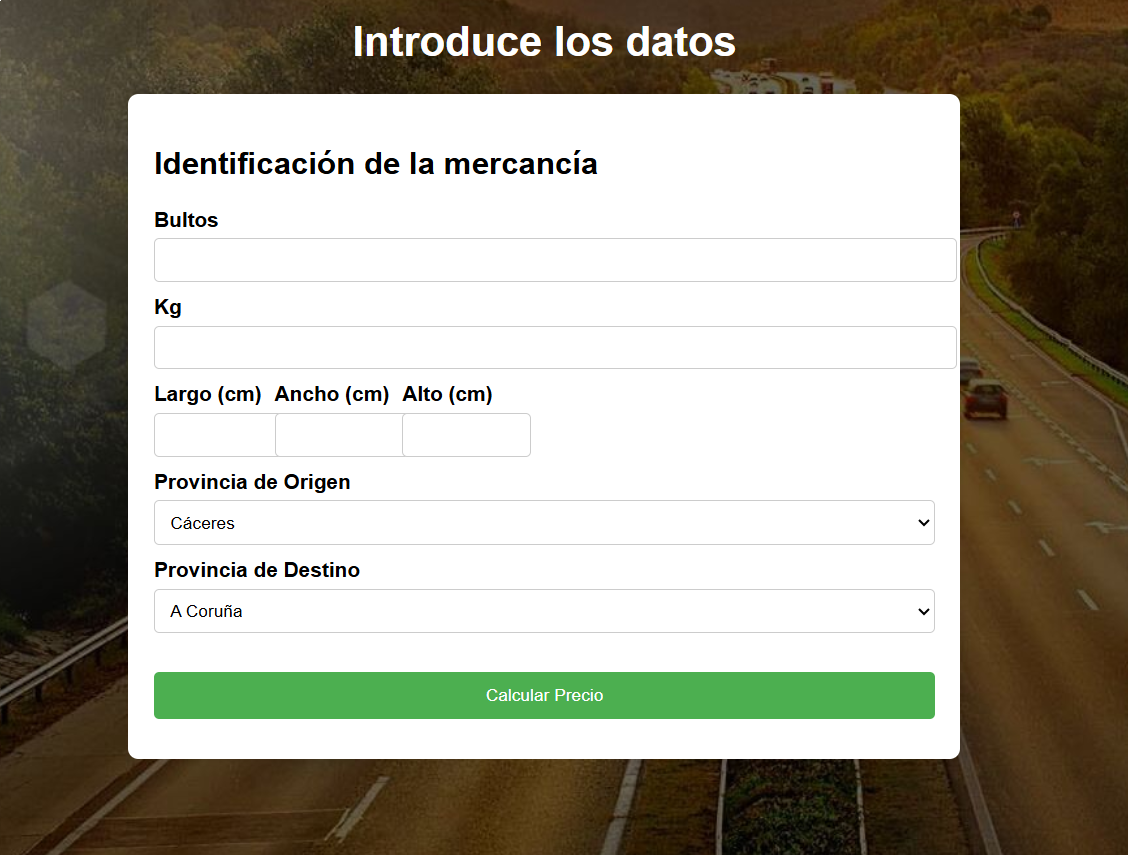 Introduce los datos
Identificación de la mercancía
Bultos
Kg
Largo (cm) Ancho (cm) Alto (cm)
Provincia de Origen
Cáceres
Provincia de Destino
A Coruña
Calcular Precio